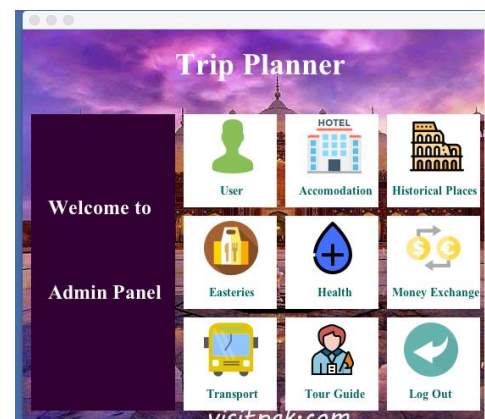 Trip Planner
HOTEL
User
Accomodation
Historical Places
Welcome to
Admin Panel
Easteries
Health
Money Exchange
Transport
Tour Guide
Log Out
visitpak.com